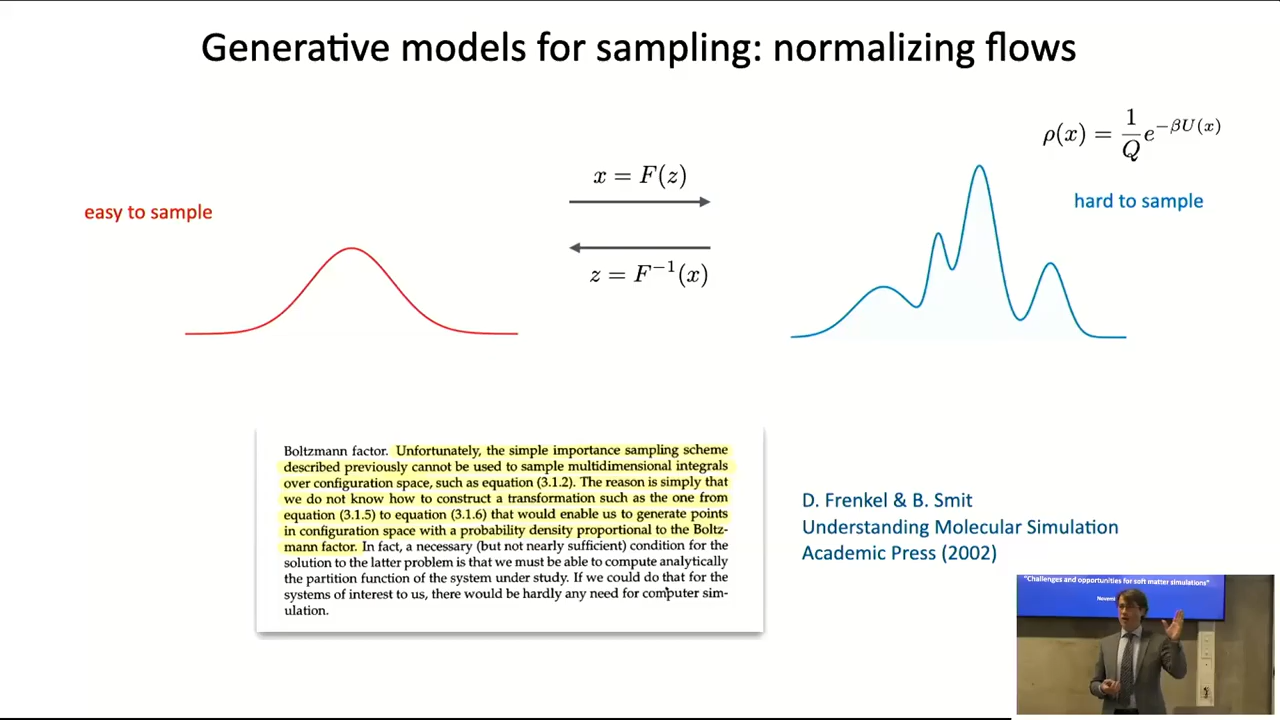 Generative models for sampling: normalizing flows
ρ(x) = 1/Q e^{−βU(x)}
x = F(z)
easy to sample
hard to sample
z = F^{−1}(x)
Boltzmann factor. Unfortunately, the simple importance sampling scheme
described previously cannot be used to sample multidimensional integrals
over configuration space, such as equation (3.1.2). The reason is simply that
we do not know how to construct a transformation such as the one from
equation (3.1.5) to equation (3.1.6) that would enable us to generate points
in configuration space with a probability density proportional to the Boltz-
mann factor. In fact, a necessary (but not nearly sufficient) condition for the
solution to the latter problem is that we must be able to compute analytically
the partition function of the system under study. If we could do that for the
systems of interest to us, there would be hardly any need for computer sim-
ulation.
D. Frenkel & B. Smit
Understanding Molecular Simulation
Academic Press (2002)
"Challenges and opportunities for soft matter simulations"